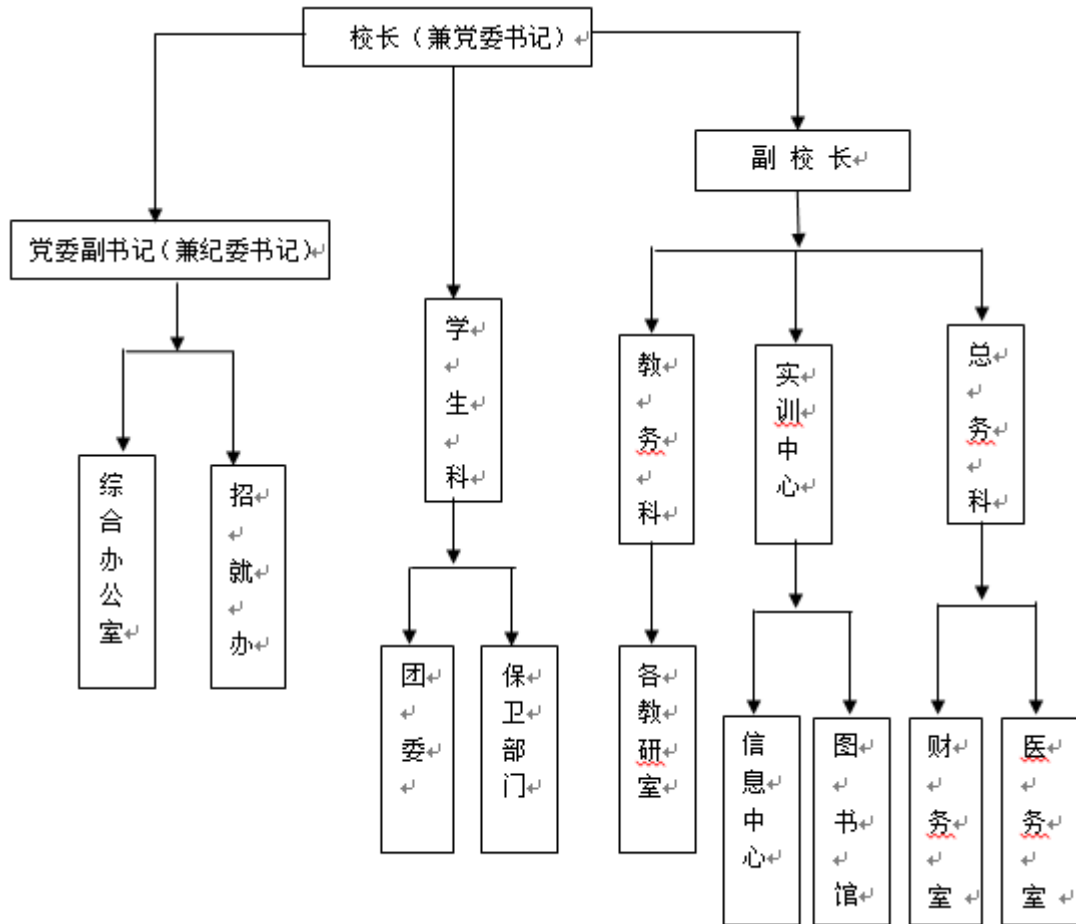 校长（兼党委书记）
副 校 长
党委副书记（兼纪委书记）
学生科
教务科
实训中心
总务科
综合办公室
招就办
团委
保卫部门
各教研室
信息中心
图书馆
财务室
医务室